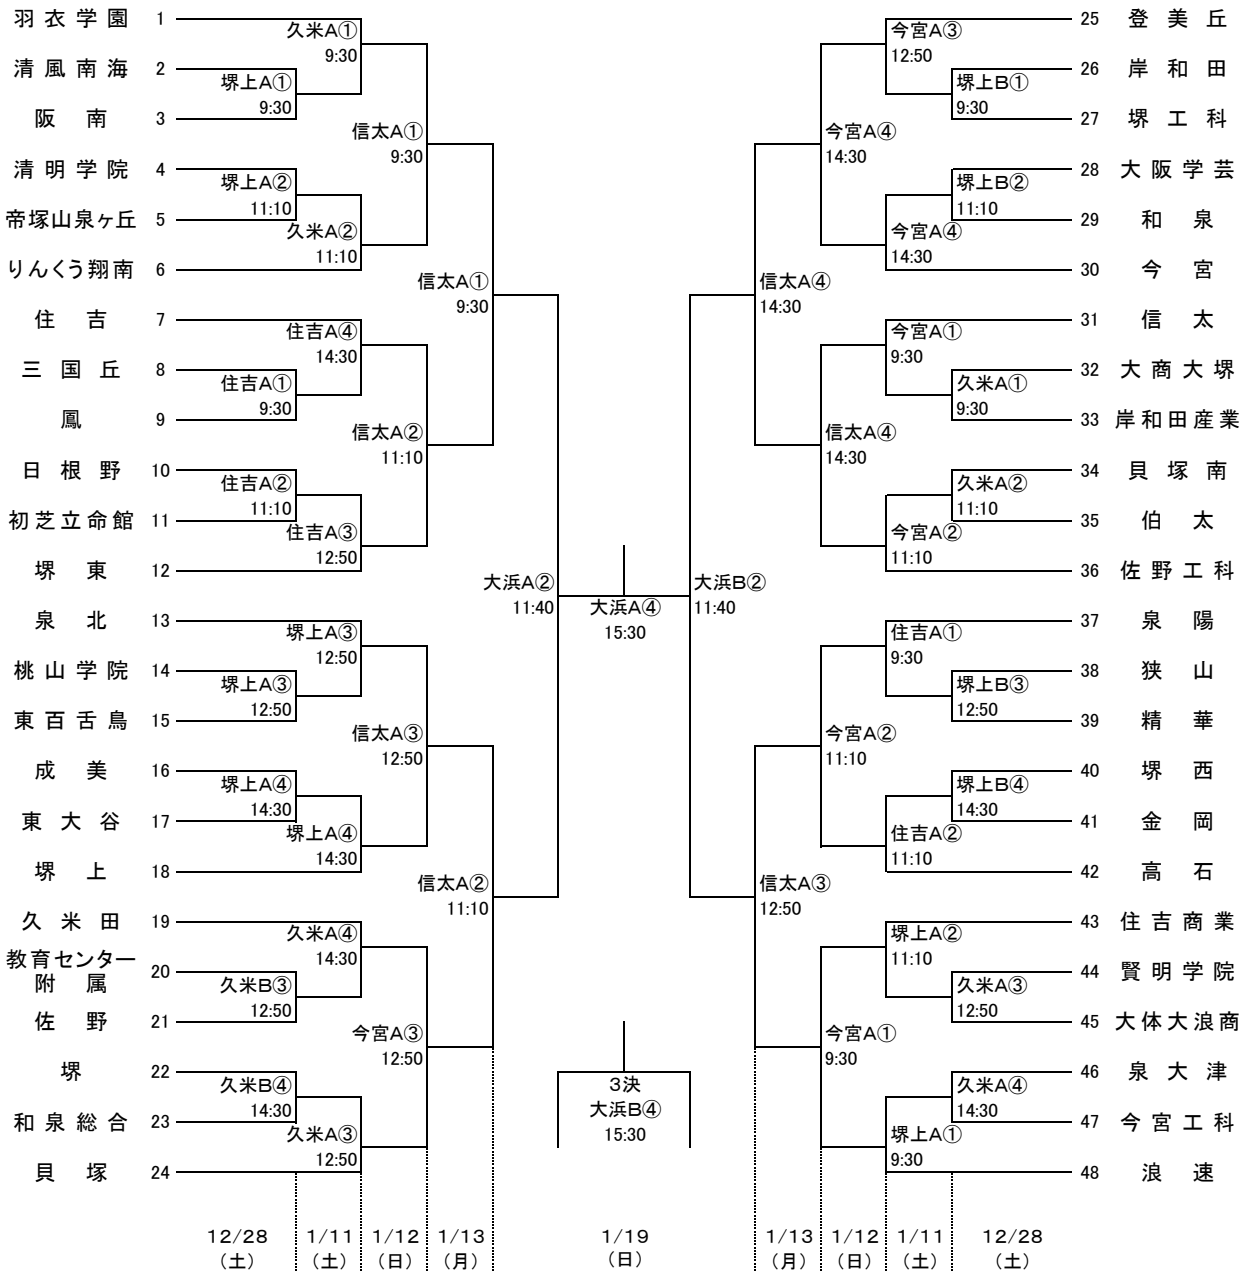 羽衣学園 1
久米A①
9:30
清風南海 2
堺上A①
9:30
阪南 3
信太A①
9:30
清明学院 4
堺上A②
11:10
帝塚山泉ヶ丘 5
久米A②
11:10
りんくう翔南 6
信太A①
9:30
住吉 7
住吉A④
14:30
三国丘 8
住吉A①
9:30
鳳 9
信太A②
11:10
日根野 10
住吉A②
11:10
初芝立命館 11
住吉A③
12:50
堺東 12
大浜A②
11:40
泉北 13
堺上A③
12:50
桃山学院 14
堺上A③
12:50
東百舌鳥 15
信太A③
12:50
成美 16
堺上A④
14:30
東大谷 17
堺上A④
14:30
堺上 18
信太A②
11:10
久米田 19
久米A④
14:30
教育センター
附属 20
久米B③
12:50
佐野 21
今宮A③
12:50
堺 22
久米B④
14:30
和泉総合 23
久米A③
12:50
貝塚 24
大浜A④
15:30
3決
大浜B④
15:30
25 登美丘
今宮A③
12:50
26 岸和田
堺上B①
9:30
27 堺工科
今宮A④
14:30
28 大阪学芸
堺上B②
11:10
29 和泉
今宮A④
14:30
30 今宮
信太A④
14:30
31 信太
今宮A①
9:30
32 大商大堺
久米A①
9:30
33 岸和田産業
信太A④
14:30
34 貝塚南
久米A②
11:10
35 伯太
今宮A②
11:10
36 佐野工科
大浜B②
11:40
37 泉陽
住吉A①
9:30
38 狭山
堺上B③
12:50
39 精華
今宮A②
11:10
40 堺西
堺上B④
14:30
41 金岡
住吉A②
11:10
42 高石
信太A③
12:50
43 住吉商業
堺上A②
11:10
44 賢明学院
久米A③
12:50
45 大体大浪商
今宮A①
9:30
46 泉大津
久米A④
14:30
47 今宮工科
堺上A①
9:30
48 浪速
12/28 1/11 1/12 1/13 1/19 1/13 1/12 1/11 12/28
(土) (土) (日) (月) (日) (月) (日) (土) (土)